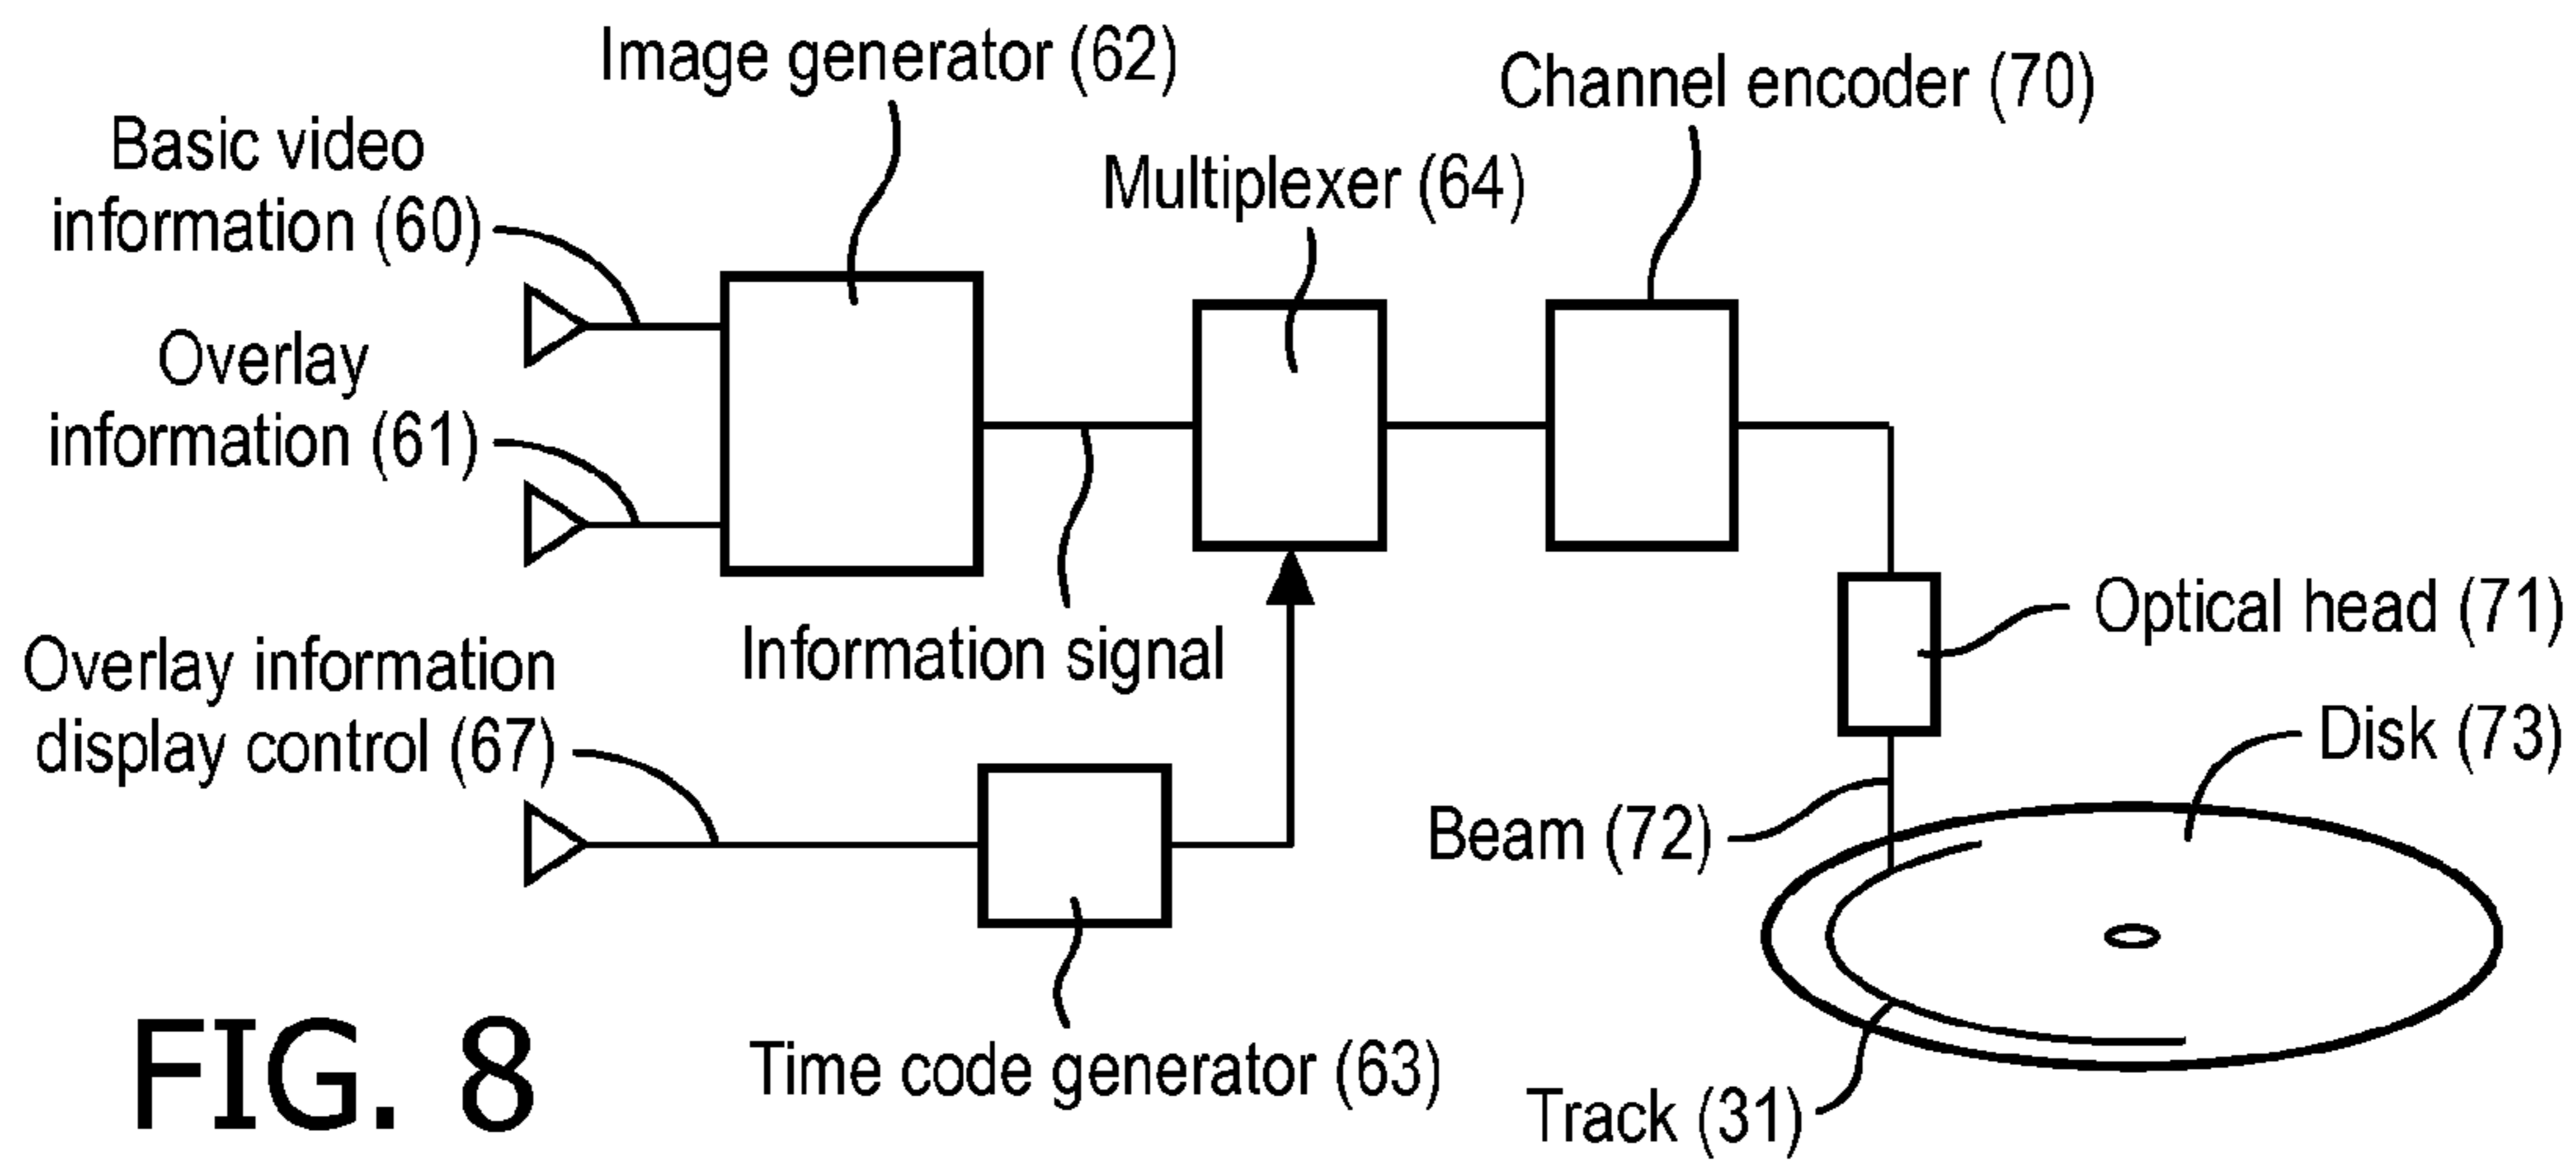 Image generator (62)
Channel encoder (70)
Basic video
information (60)
Multiplexer (64)
Overlay
information (61)
Information signal
Optical head (71)
Overlay information
display control (67)
Disk (73)
Beam (72)
Time code generator (63)
Track (31)
FIG. 8